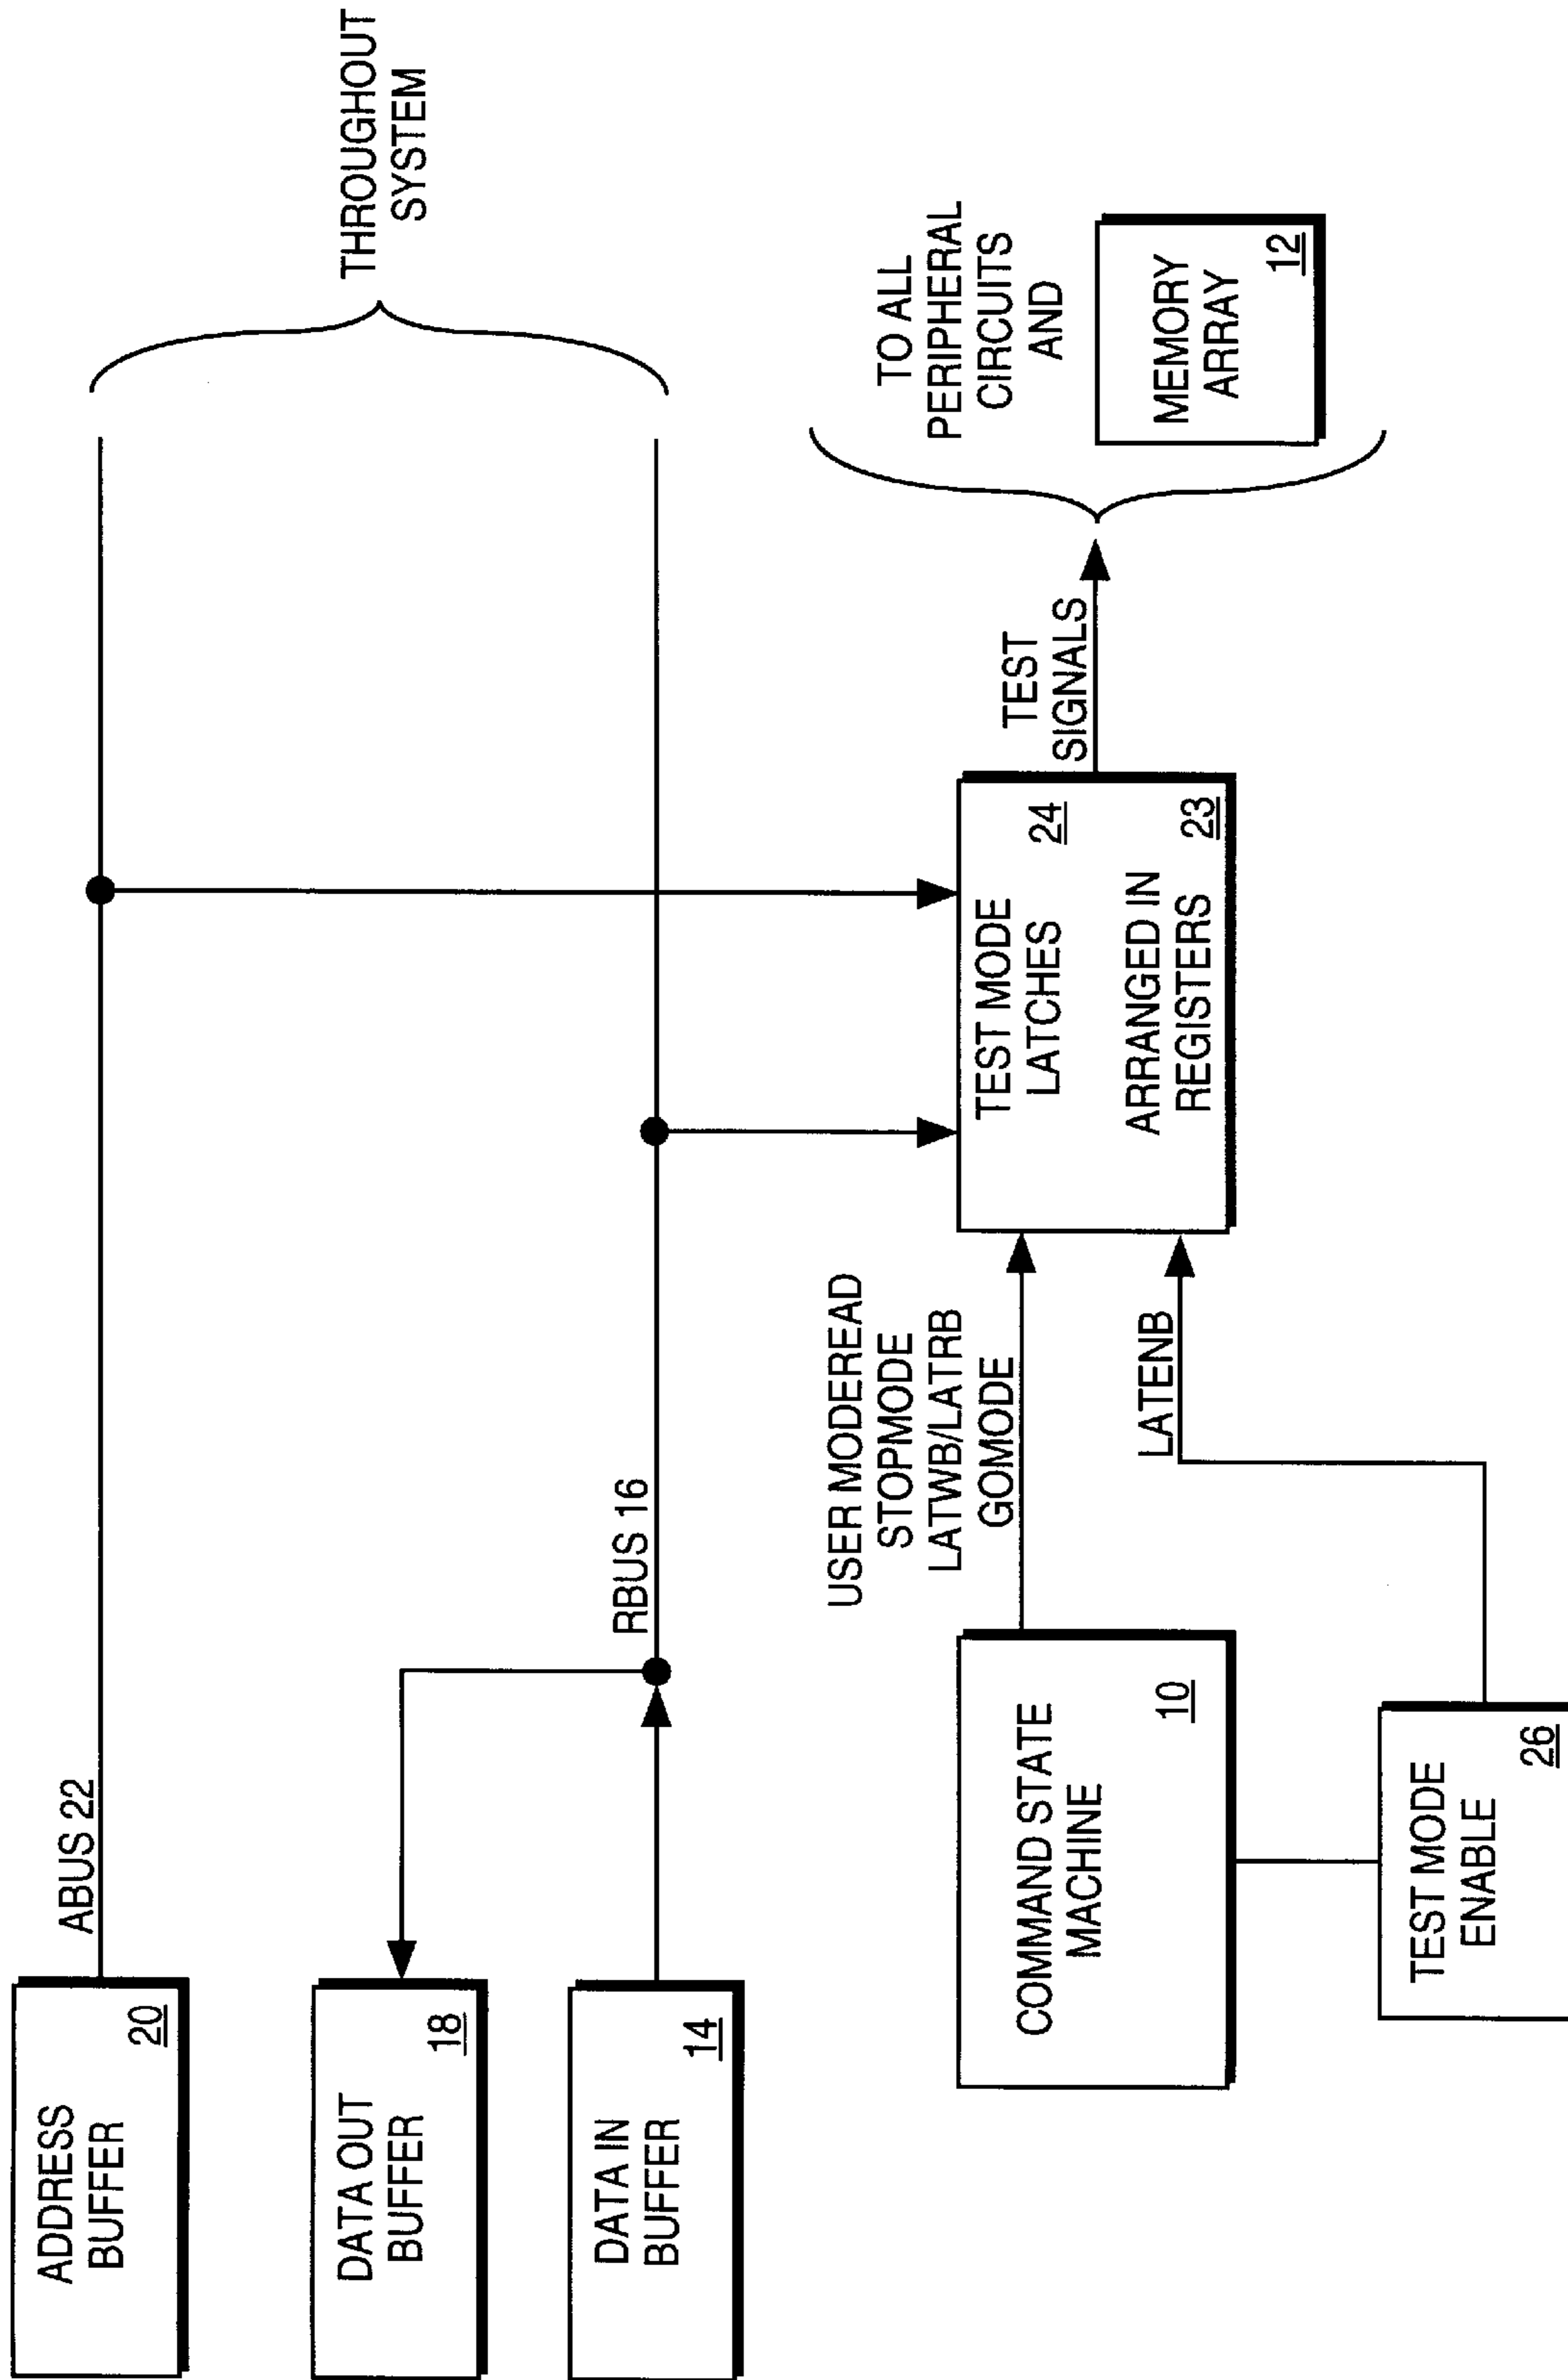 ADDRESS
BUFFER
20
ABUS 22
THROUGHOUT
SYSTEM
DATA OUT
BUFFER
18
DATA IN
BUFFER
14
RBUS 16
COMMAND STATE
MACHINE
10
USER MODEREAD
STOPMODE
LATWB/LATRB
GOMODE
LATENB
TEST MODE
LATCHES
24
ARRANGED IN
REGISTERS
23
TEST
SIGNALS
TO ALL
PERIPHERAL
CIRCUITS
AND
MEMORY
ARRAY
12
TEST MODE
ENABLE
26